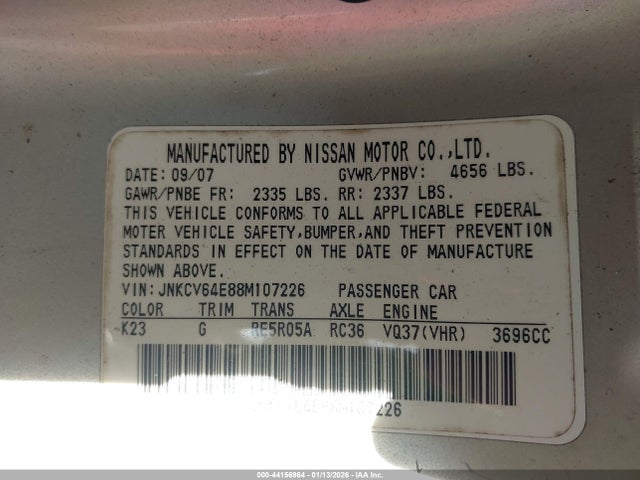 MANUFACTURED BY NISSAN MOTOR CO.,LTD.
DATE: 09/07 GVWR/PNBV: 4656 LBS.
GAWR/PNBE FR: 2335 LBS. RR: 2337 LBS.
THIS VEHICLE CONFORMS TO ALL APPLICABLE FEDERAL
MOTER VEHICLE SAFETY,BUMPER,AND THEFT PREVENTION
STANDARDS IN EFFECT ON THE DATE OF MANUFACTURE
SHOWN ABOVE.
VIN:JNKCV64E88M107226 PASSENGER CAR
COLOR TRIM TRANS AXLE ENGINE
K23 G RE5R05A RC36 VQ37(VHR) 3696CC
JNKCV64E88M107226
000-44156864 | 01/13/2026 - IAA Inc.